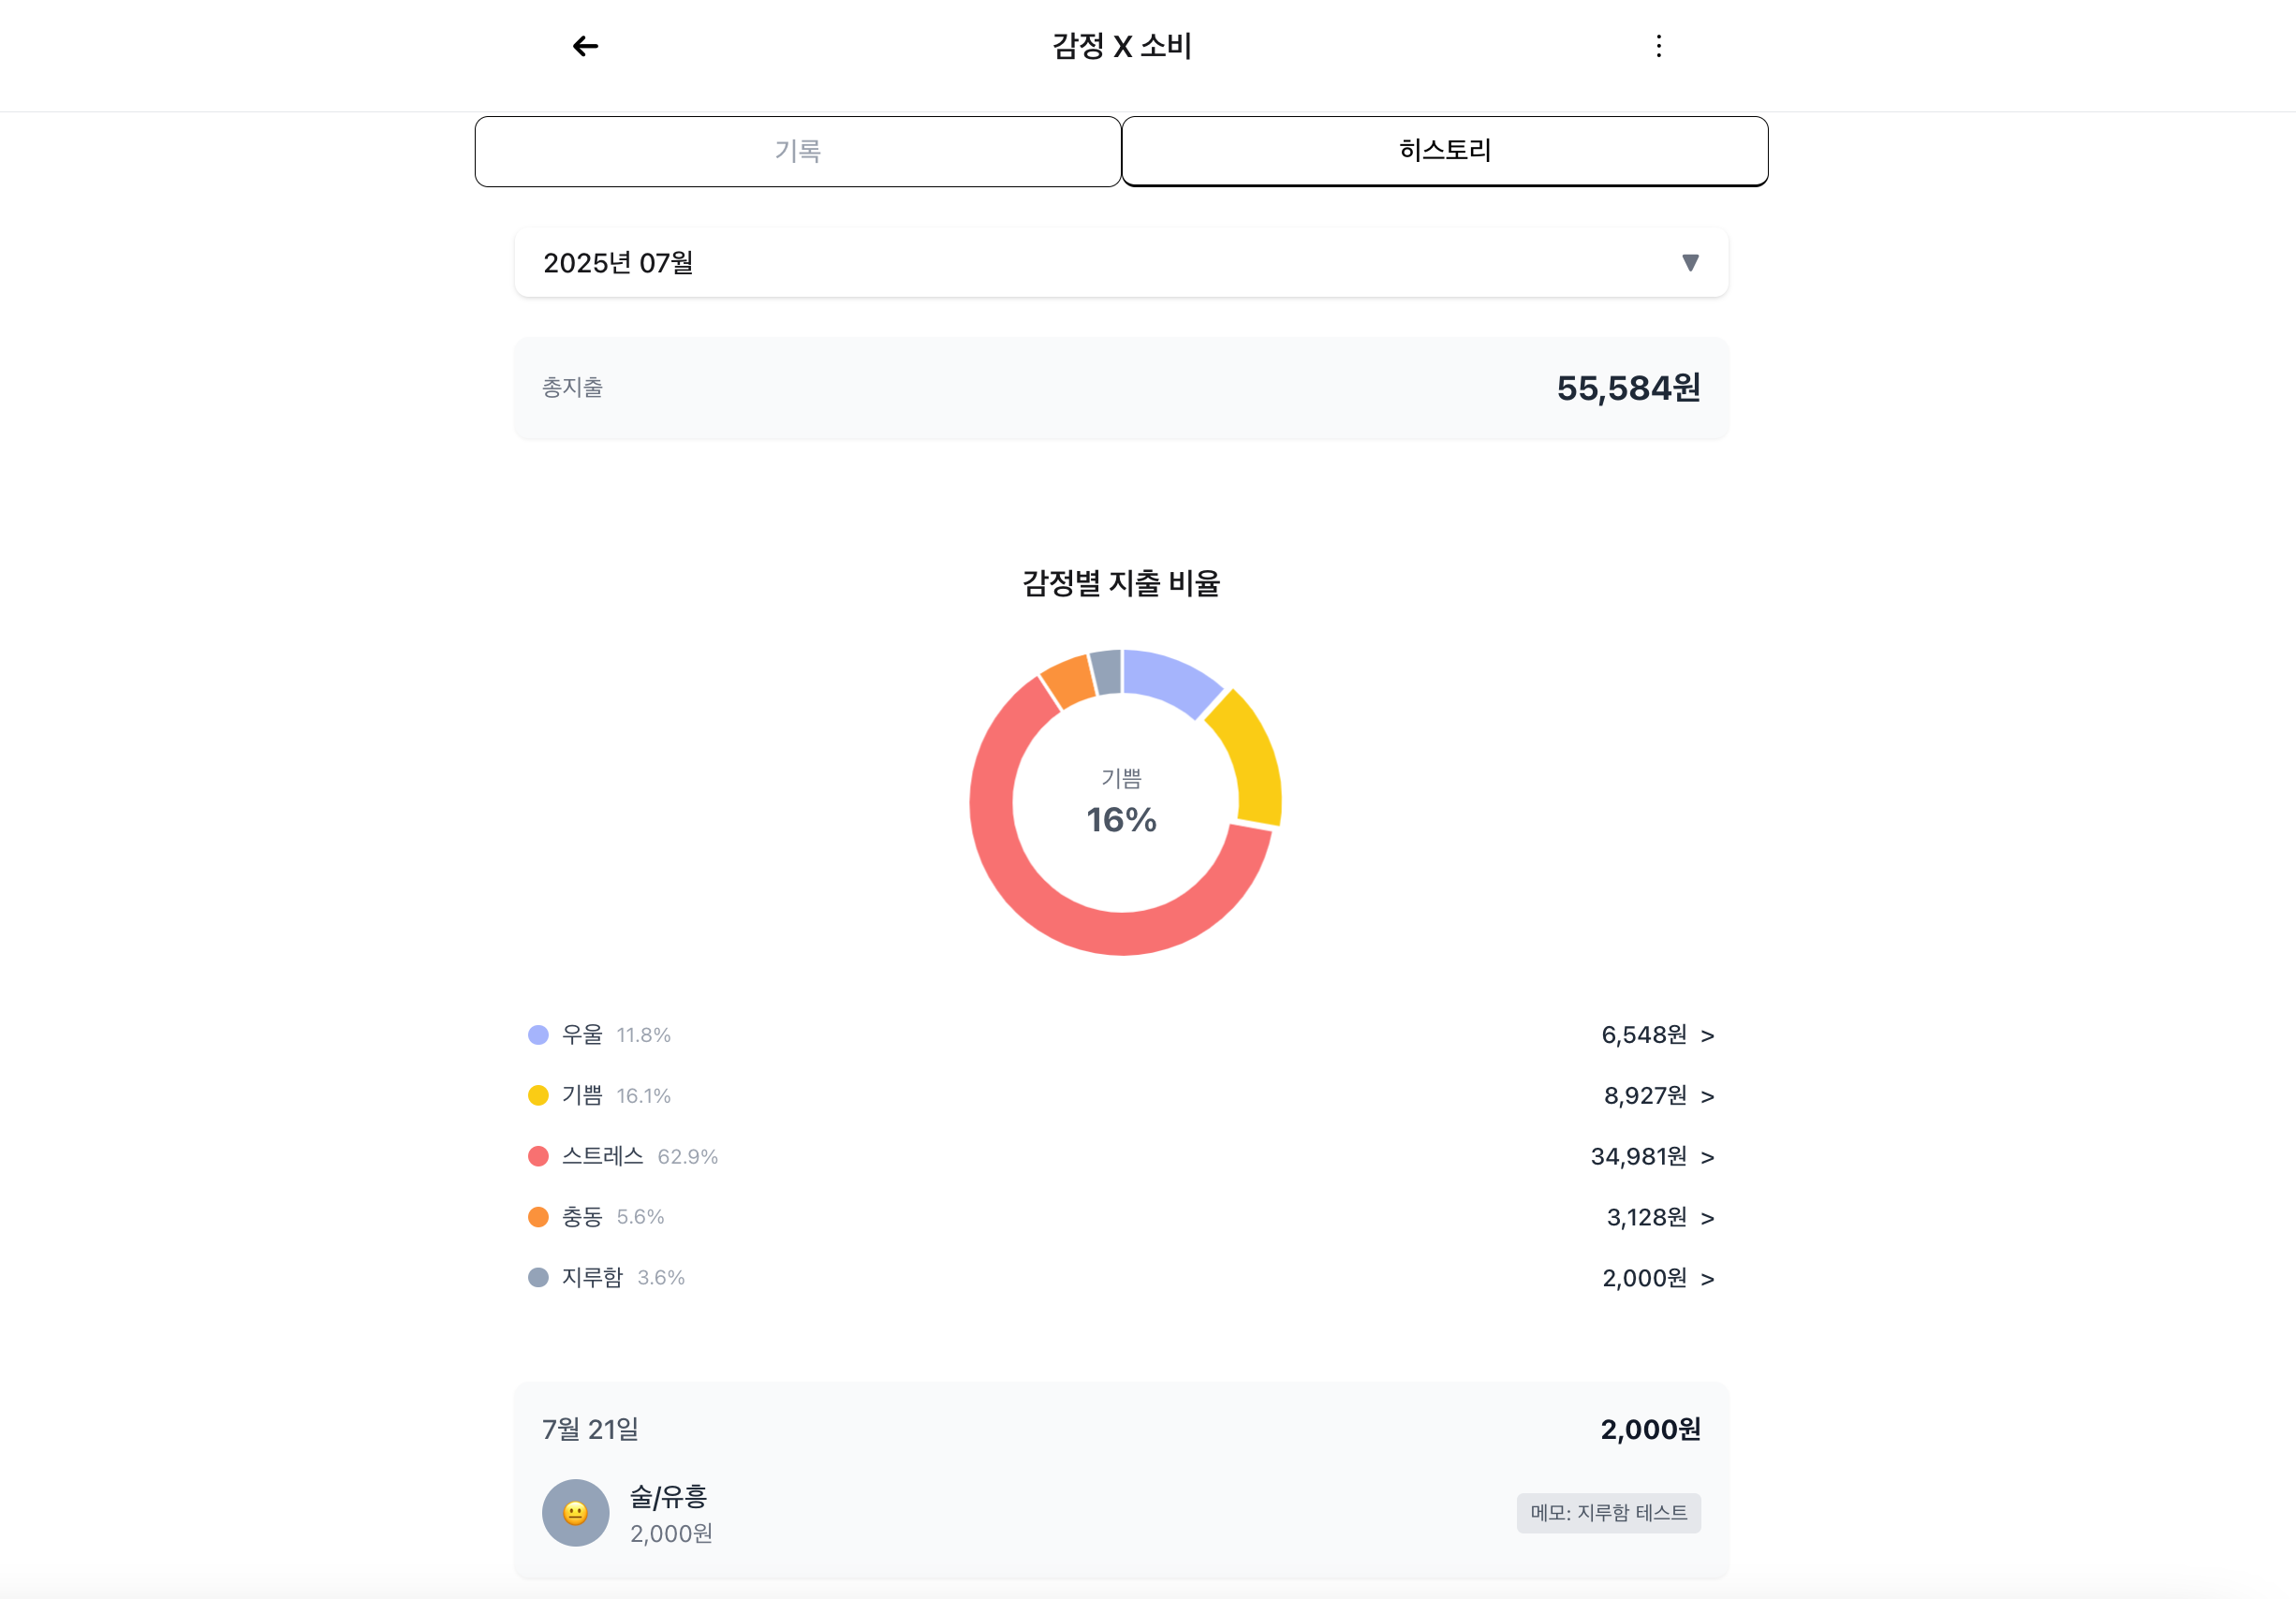 감정 X 소비
기록
히스토리
2025년 07월
총지출
55,584원
감정별 지출 비율
기쁨
16%
우울 11.8% 6,548원 >
기쁨 16.1% 8,927원 >
스트레스 62.9% 34,981원 >
충동 5.6% 3,128원 >
지루함 3.6% 2,000원 >
7월 21일 2,000원
술/유흥
2,000원
메모: 지루함 테스트